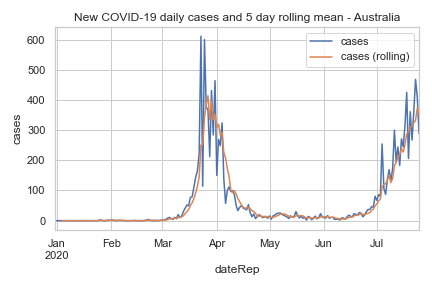 New COVID-19 daily cases and 5 day rolling mean - Australia
cases
cases (rolling)
600
500
400
300
200
100
0
cases
Jan
2020
Feb
Mar
Apr
May
Jun
Jul
dateRep